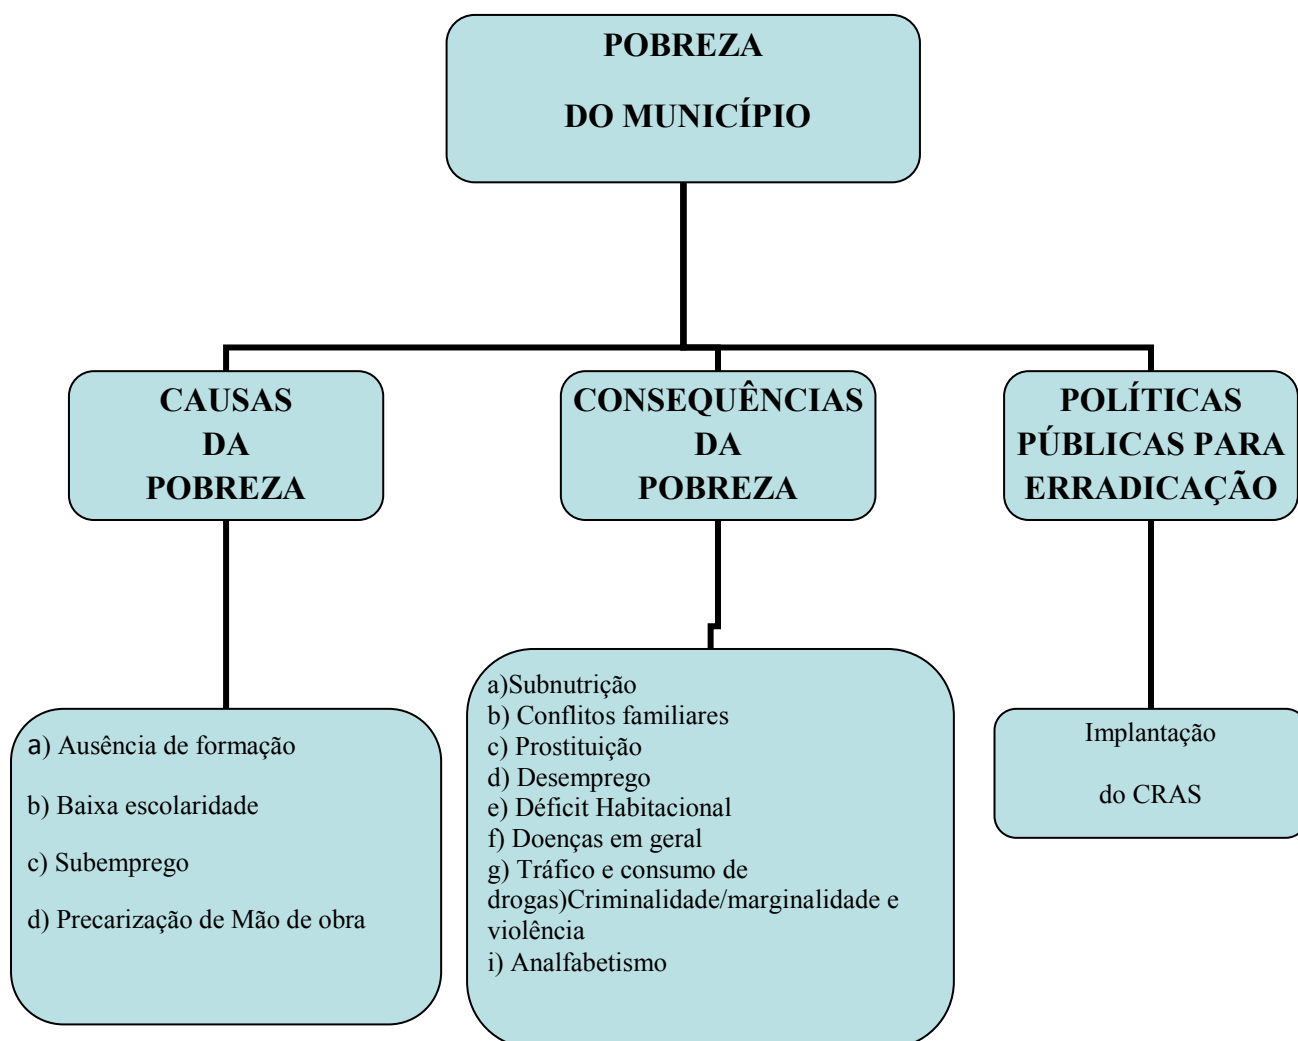 POBREZA
DO MUNICÍPIO
CAUSAS
DA
POBREZA
CONSEQUÊNCIAS
DA
POBREZA
POLÍTICAS
PÚBLICAS PARA
ERRADICAÇÃO
a) Ausência de formação
b) Baixa escolaridade
c) Subemprego
d) Precarização de Mão de obra
a)Subnutrição
b) Conflitos familiares
c) Prostituição
d) Desemprego
e) Déficit Habitacional
f) Doenças em geral
g) Tráfico e consumo de
drogas)Criminalidade/marginalidade e
violência
i) Analfabetismo
Implantação
do CRAS